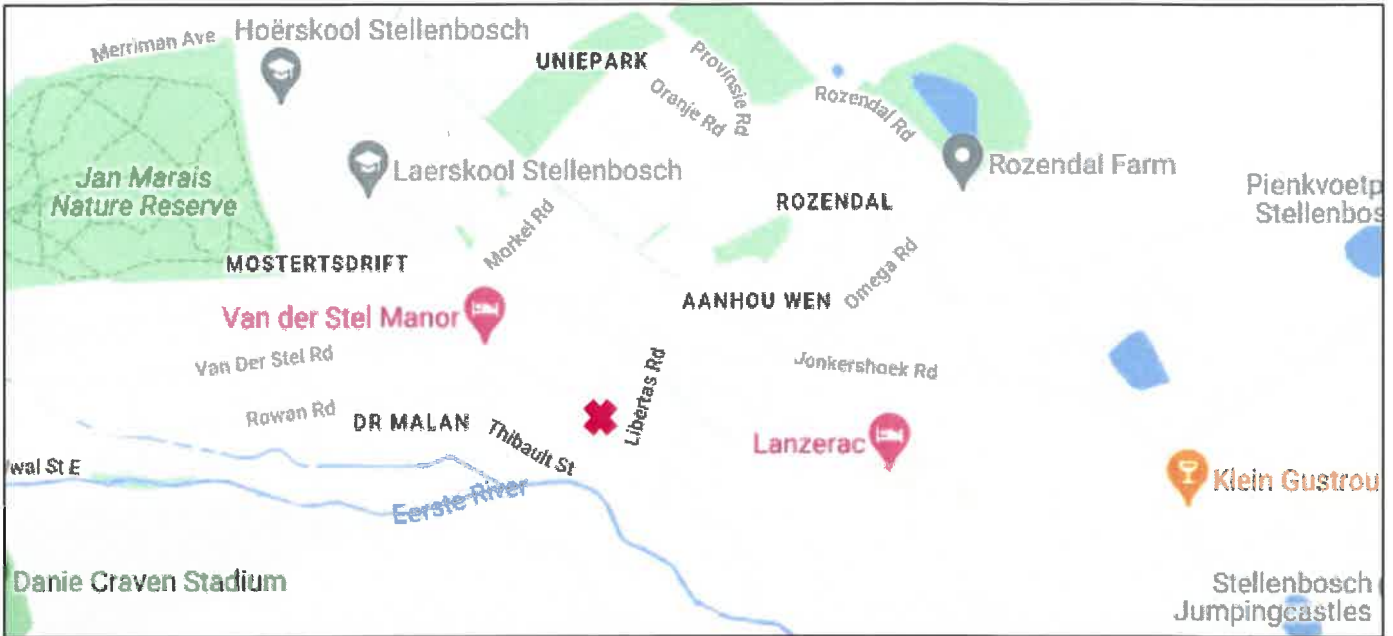 Merriman Ave
Hoërskool Stellenbosch
UNIEPARK
Provinsie Rd
Oranje Rd
Rozendal Rd
Jan Marais
Nature Reserve
Laerskool Stellenbosch
Rozendal Farm
Pienkvoetp
Stellenbos
ROZENDAL
Markel Rd
MOSTERTSDRIFT
Omega Rd
AANHOU WEN
Van der Stel Manor
Van Der Stel Rd
Libertas Rd
Jonkershoek Rd
Rowan Rd
DR MALAN
Thibault St
Lanzerac
wal St E
Eerste River
Klein Gustrou
Danie Craven Stadium
Stellenbosch
Jumpingcastles